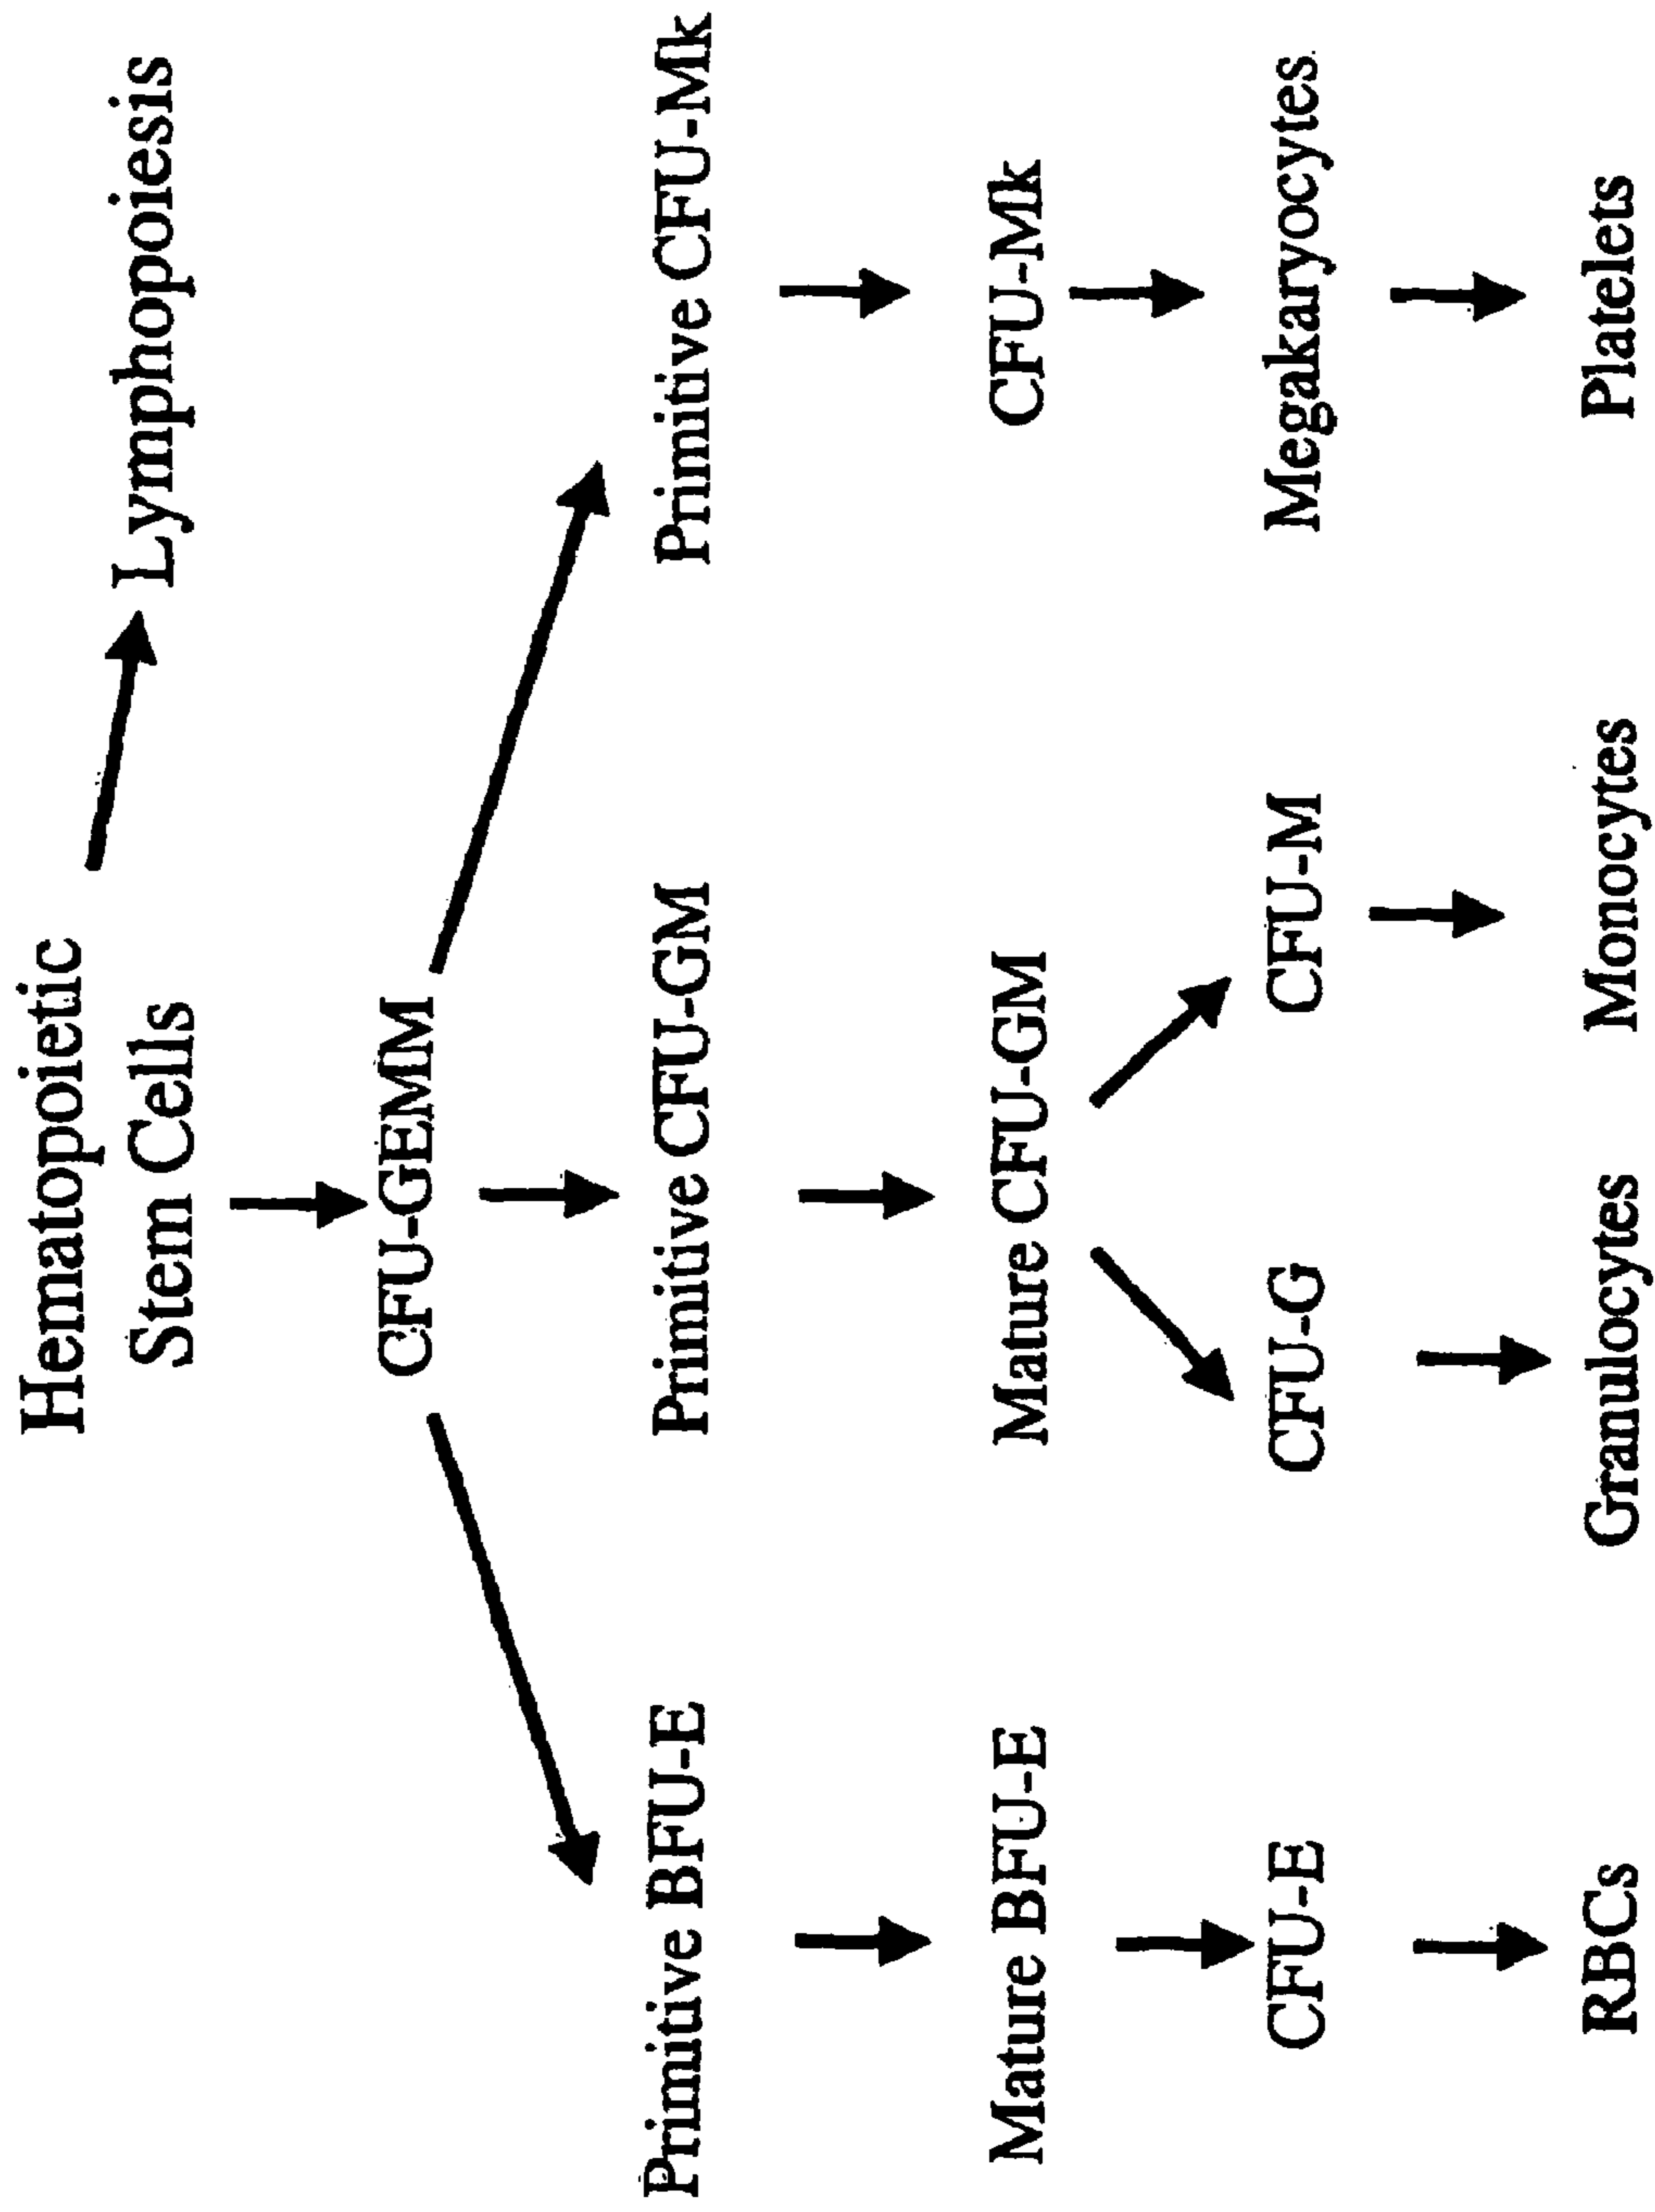 Hematopoietic
Stem Cells
Lymphopoiesis
CFU-GEMM
Primitive BFU-E
Primitive CFU-GM
Primitive CFU-Mk
Mature BFU-E
Mature CFU-GM
CFU-Mk
CFU-E
CFU-G
CFU-M
Megakaryocytes
RBCs
Granulocytes
Monocytes
Platelets